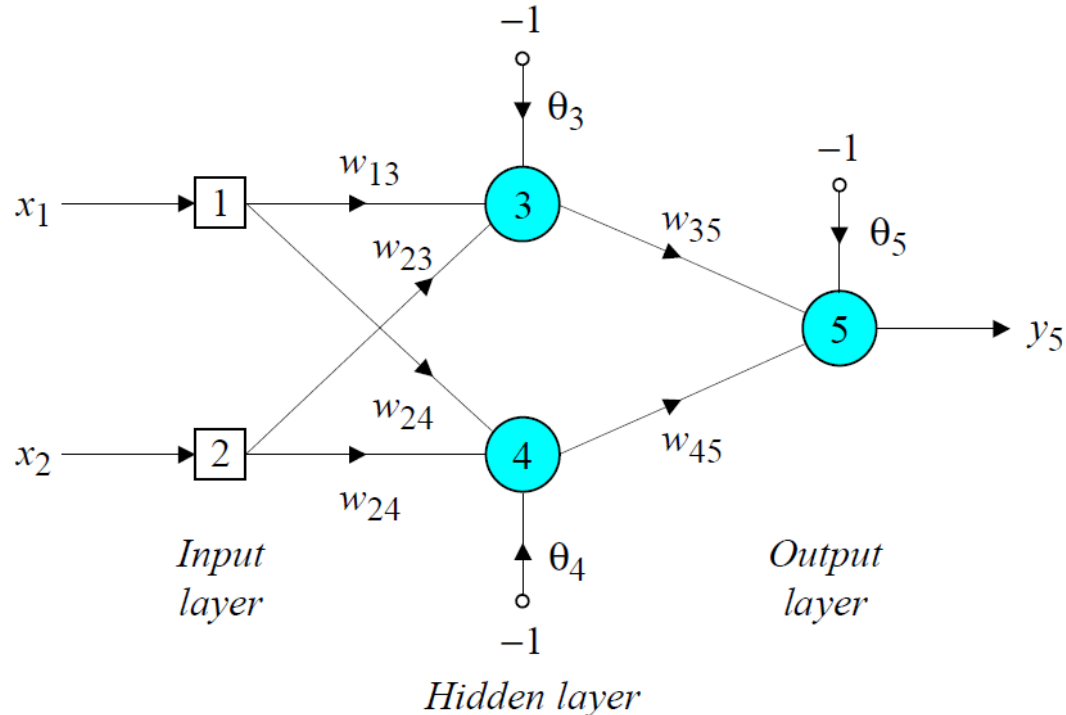 −1
θ3
−1
w13
x1
1
3
w35
θ5
w23
5
y5
w24
w45
x2
2
4
w24
θ4
Input
layer
Output
layer
−1
Hidden layer